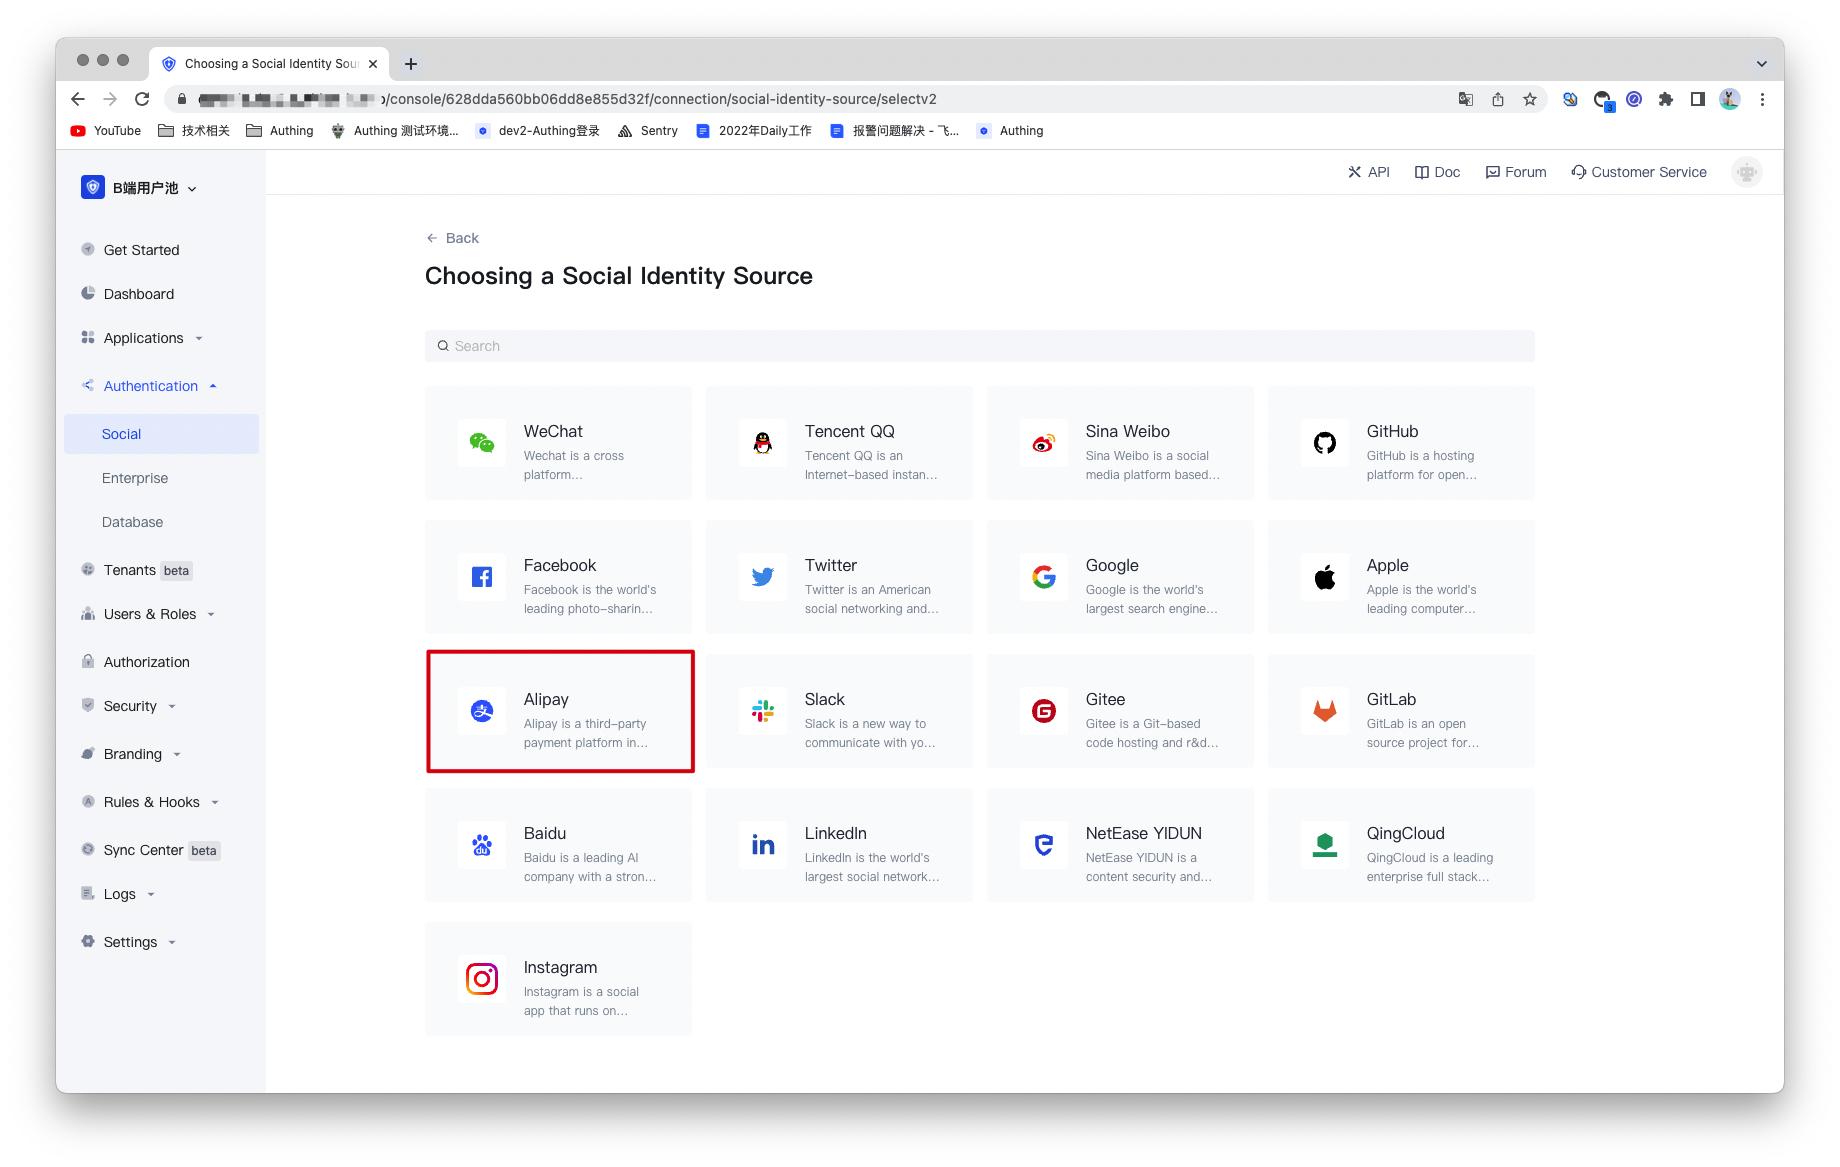 Choosing a Social Identity Sour
/console/628dda560bb06dd8e855d32f/connection/social-identity-source/selectv2
3
YouTube
技术相关
Authing
Authing 测试环境...
dev2-Authing登录
Sentry
2022年Daily工作
报警问题解决 - 飞...
Authing
B端用户池
API
Doc
Forum
Customer Service
Get Started
Dashboard
Applications
Authentication
Social
Enterprise
Database
Tenants beta
Users & Roles
Authorization
Security
Branding
Rules & Hooks
Sync Center beta
Logs
Settings
Back
Choosing a Social Identity Source
Search
WeChat
Wechat is a cross
platform...
Tencent QQ
Tencent QQ is an
Internet-based instan...
Sina Weibo
Sina Weibo is a social
media platform based...
GitHub
GitHub is a hosting
platform for open...
Facebook
Facebook is the world's
leading photo-sharin...
Twitter
Twitter is an American
social networking and...
Google
Google is the world's
largest search engine...
Apple
Apple is the world's
leading computer...
Alipay
Alipay is a third-party
payment platform in...
Slack
Slack is a new way to
communicate with yo...
Gitee
Gitee is a Git-based
code hosting and r&d...
GitLab
GitLab is an open
source project for...
Baidu
Baidu is a leading AI
company with a stron...
LinkedIn
LinkedIn is the world's
largest social network...
NetEase YIDUN
NetEase YIDUN is a
content security and...
QingCloud
QingCloud is a leading
enterprise full stack...
Instagram
Instagram is a social
app that runs on...